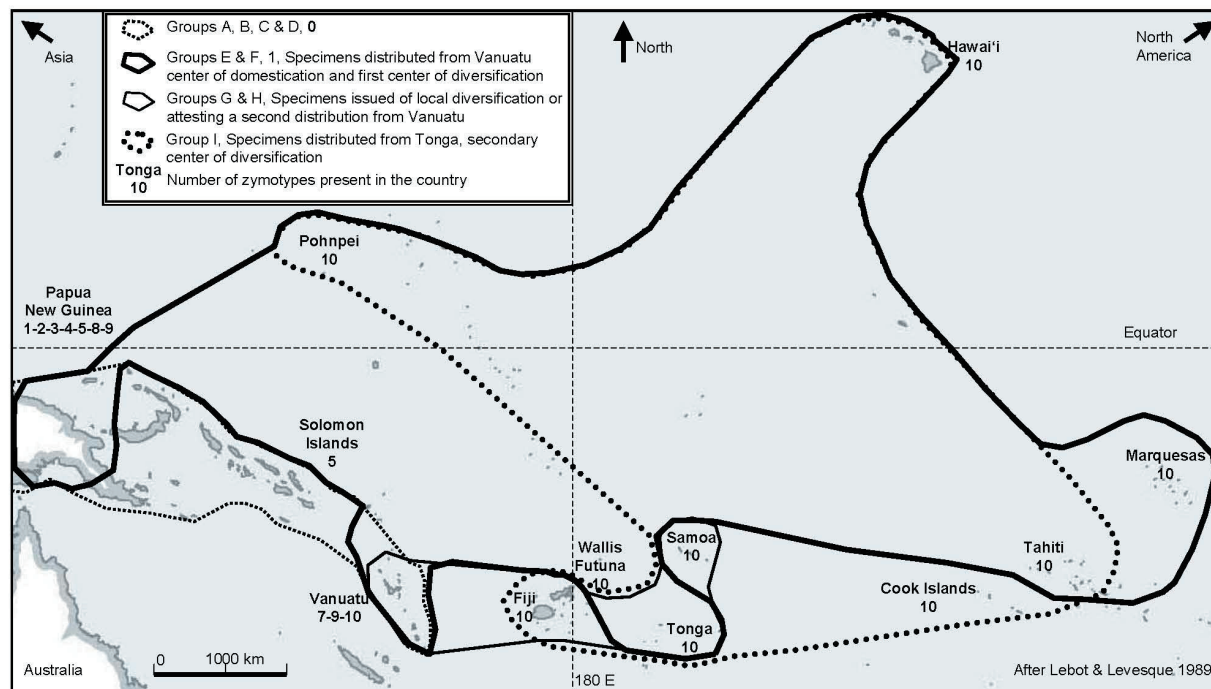 Asia
Groups A, B, C & D, 0
Groups E & F, 1, Specimens distributed from Vanuatu
center of domestication and first center of diversification
Groups G & H, Specimens issued of local diversification or
attesting a second distribution from Vanuatu
Group I, Specimens distributed from Tonga, secondary
center of diversification
Tonga
10
Number of zymotypes present in the country
North
Hawai‘i
10
North
America
Pohnpei
10
Papua
New Guinea
1-2-3-4-5-8-9
Equator
Solomon
Islands
5
Marquesas
10
Wallis
Futuna
10
Samoa
10
Tahiti
10
Vanuatu
7-9-10
Fiji
10
Cook Islands
10
Tonga
10
Australia
0
1000 km
180 E
After Lebot & Levesque 1989